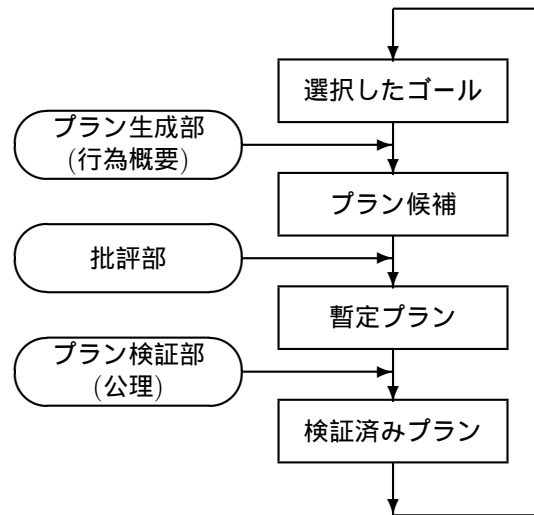 選択したゴール
プラン生成部
(行為概要)
プラン候補
批評部
暫定プラン
プラン検証部
(公理)
検証済みプラン